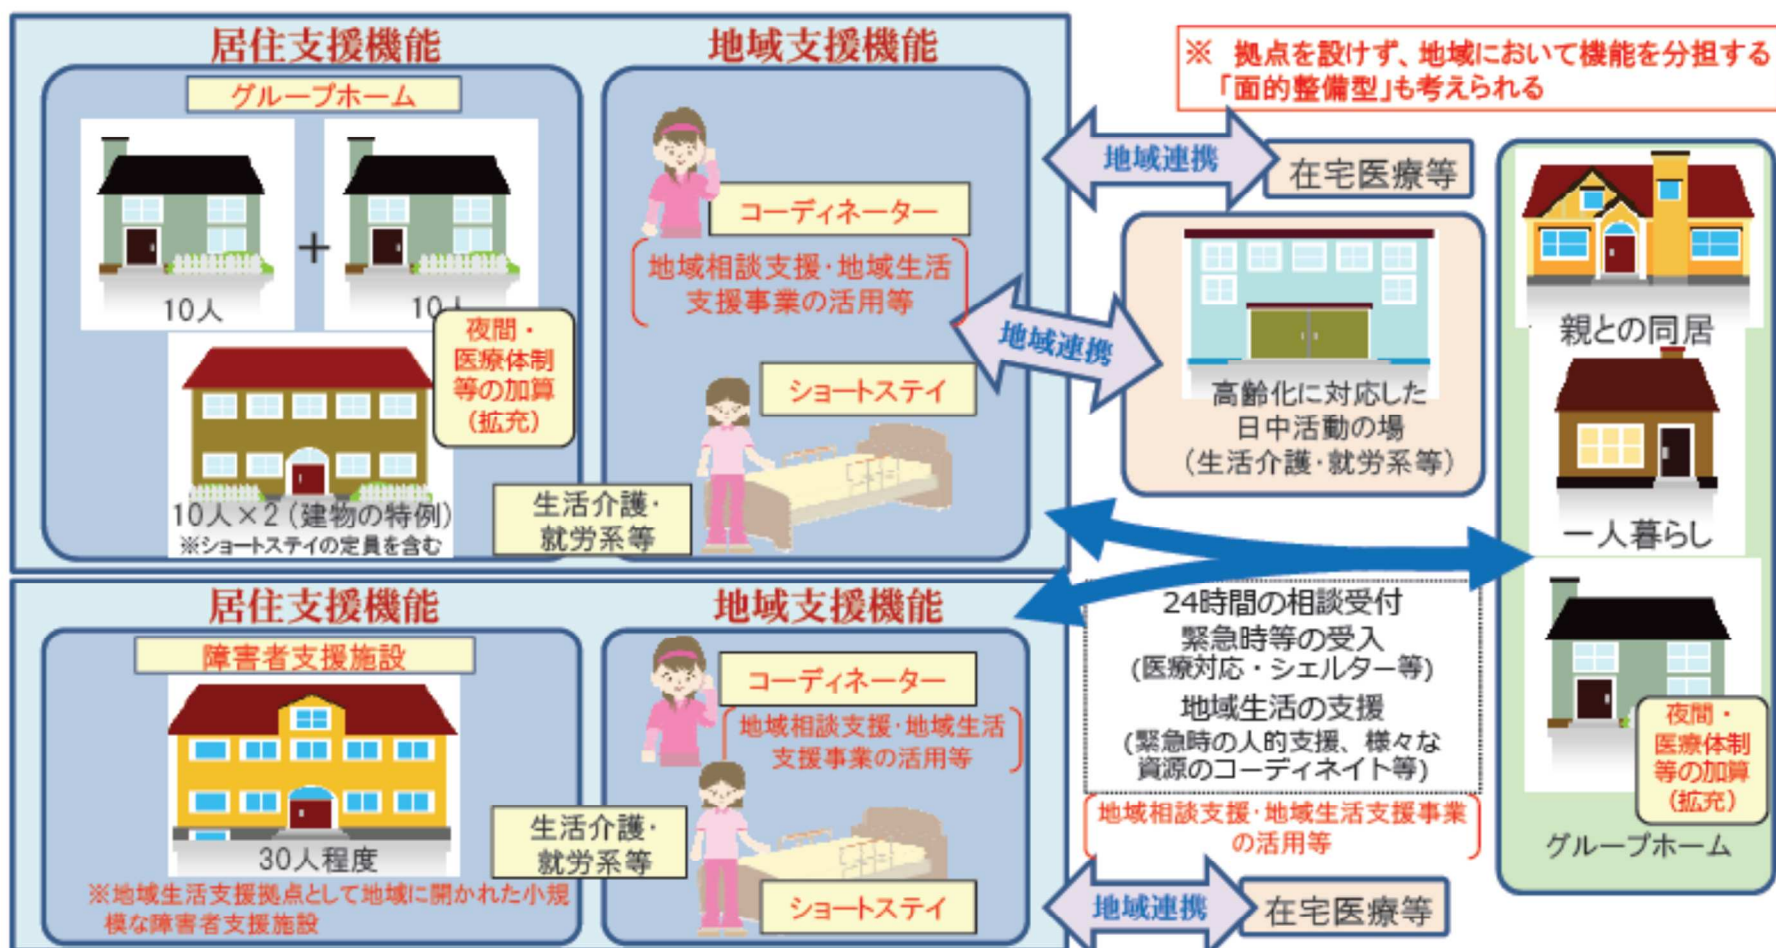 居住支援機能
グループホーム
10人
+
10人
夜間・
医療体制
等の加算
(拡充)
10人×2(建物の特例)
※ショートステイの定員を含む
地域支援機能
コーディネーター
地域相談支援・地域生活
支援事業の活用等
ショートステイ
生活介護・
就労系等
※ 拠点を設けず、地域において機能を分担する
「面的整備型」も考えられる
地域連携
在宅医療等
地域連携
高齢化に対応した
日中活動の場
(生活介護・就労系等)
居住支援機能
障害者支援施設
30人程度
※地域生活支援拠点として地域に開かれた小規
模な障害者支援施設
地域支援機能
コーディネーター
地域相談支援・地域生活
支援事業の活用等
生活介護・
就労系等
ショートステイ
24時間の相談受付
緊急時等の受入
(医療対応・シェルター等)
地域生活の支援
(緊急時の人的支援、様々な
資源のコーディネイト等)
地域相談支援・地域生活支援事業
の活用等
地域連携
在宅医療等
親との同居
一人暮らし
夜間・
医療体制
等の加算
(拡充)
グループホーム